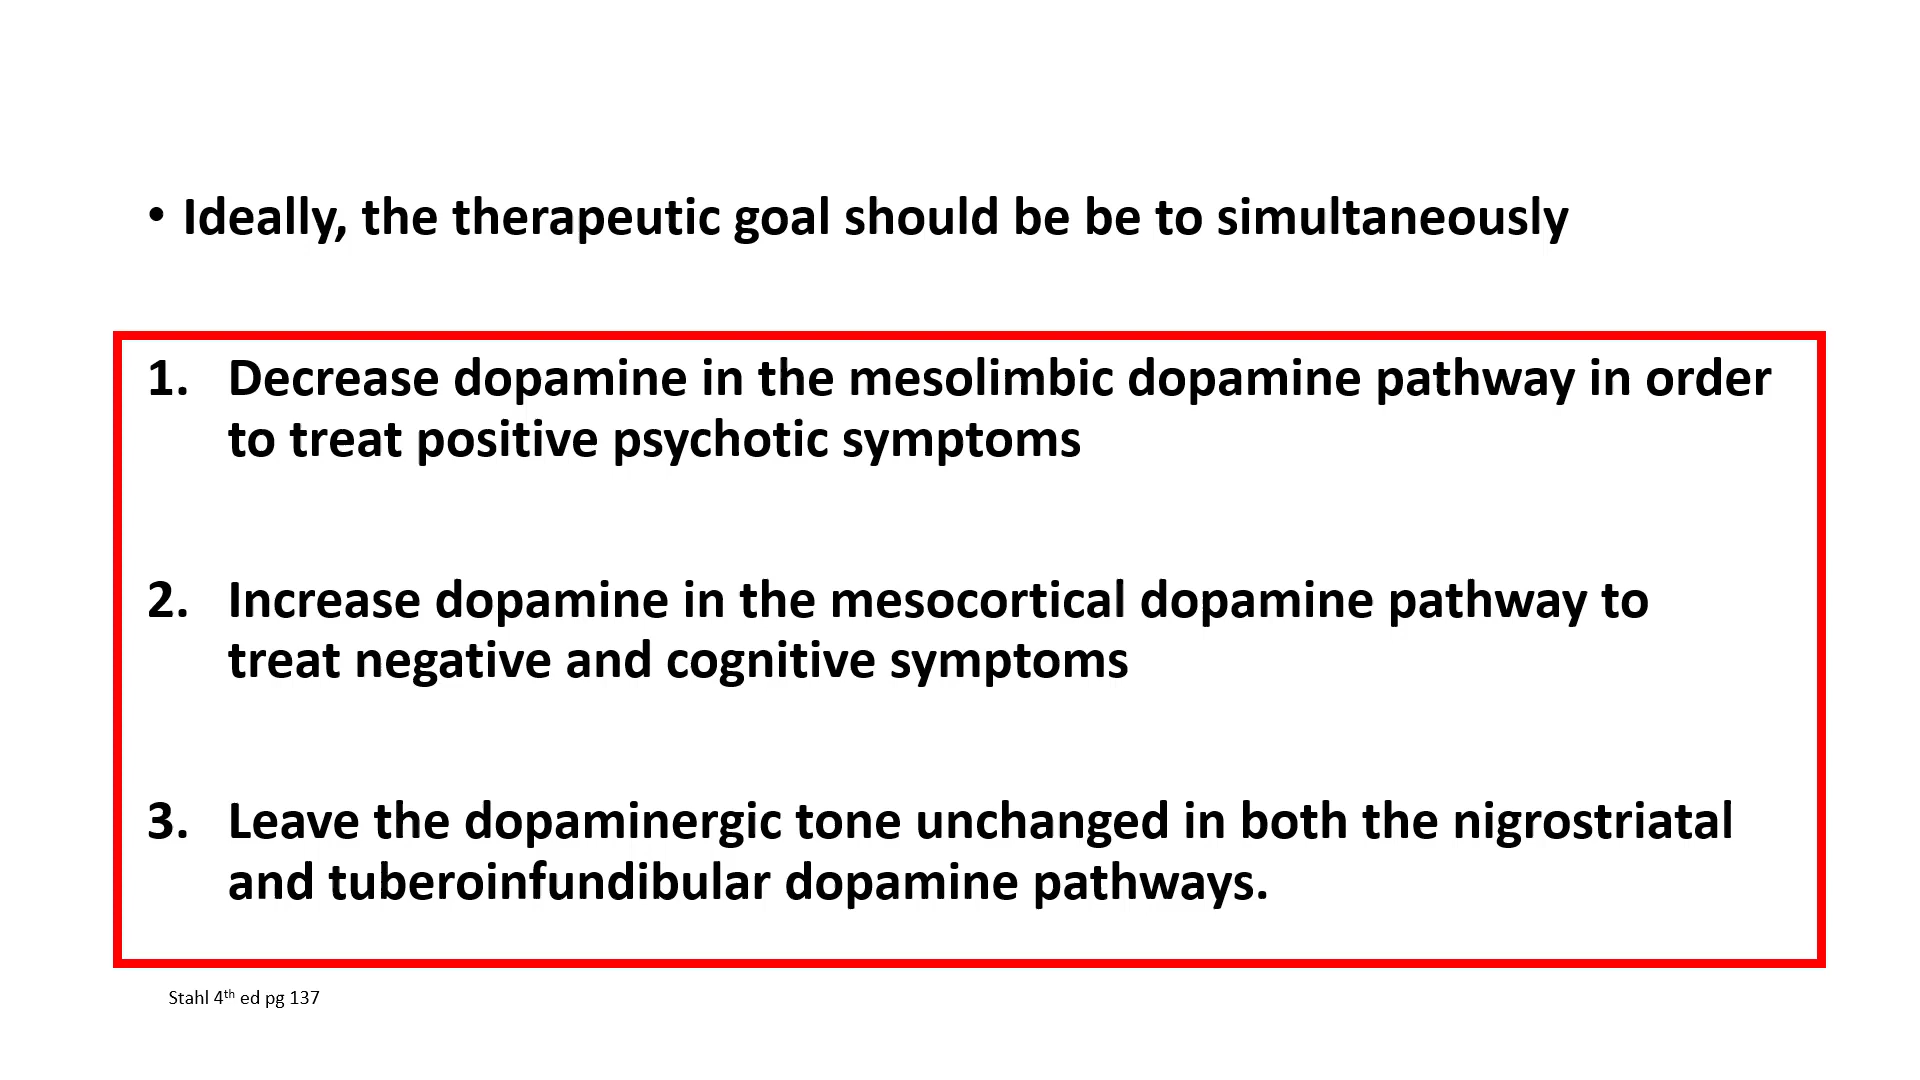 • Ideally, the therapeutic goal should be be to simultaneously
1. Decrease dopamine in the mesolimbic dopamine pathway in order
to treat positive psychotic symptoms
2. Increase dopamine in the mesocortical dopamine pathway to
treat negative and cognitive symptoms
3. Leave the dopaminergic tone unchanged in both the nigrostriatal
and tuberoinfundibular dopamine pathways.
Stahl 4th ed pg 137